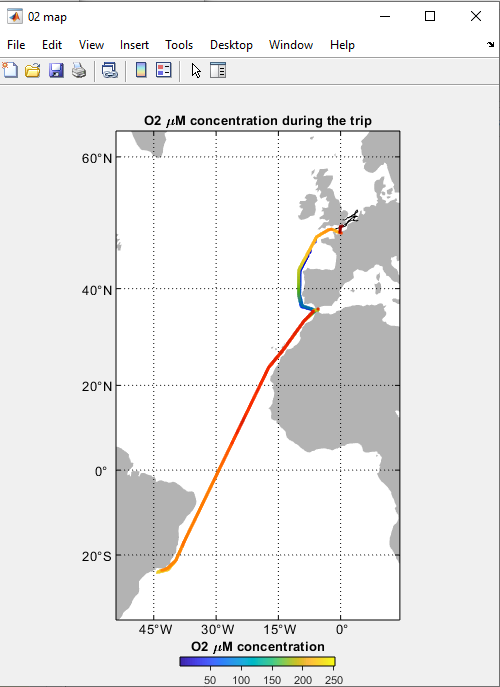 02 map
File Edit View Insert Tools Desktop Window Help
O2 μM concentration during the trip
60°N
40°N
20°N
0°
20°S
45°W 30°W 15°W 0°
O2 μM concentration
50 100 150 200 250